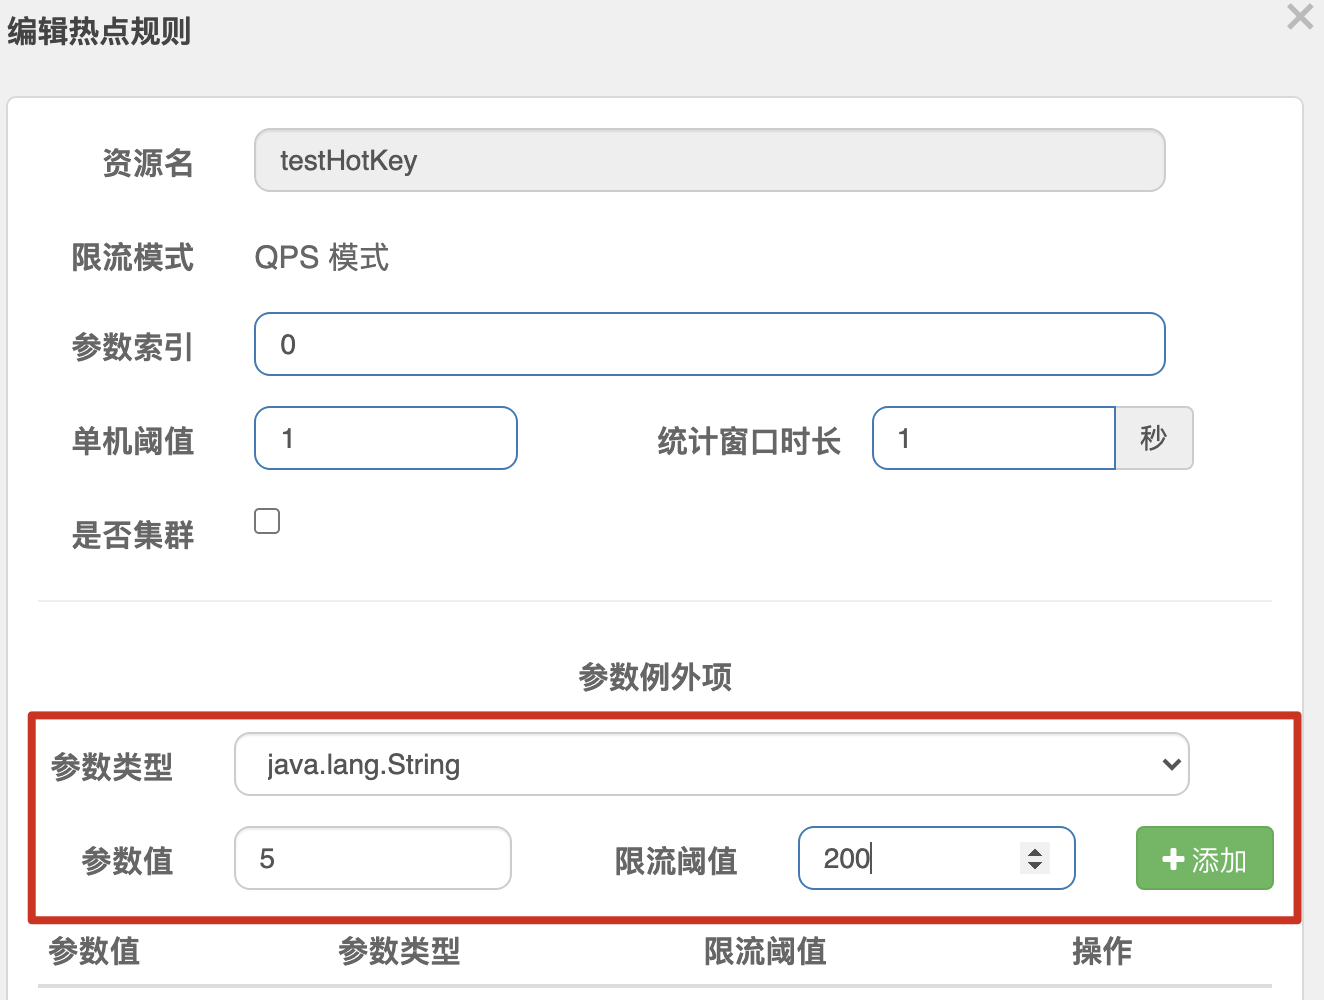 编辑热点规则
资源名 testHotKey
限流模式 QPS 模式
参数索引 0
单机阈值 1 统计窗口时长 1 秒
是否集群
参数例外项
参数类型 java.lang.String
参数值 5 限流阈值 200 添加
参数值 参数类型 限流阈值 操作